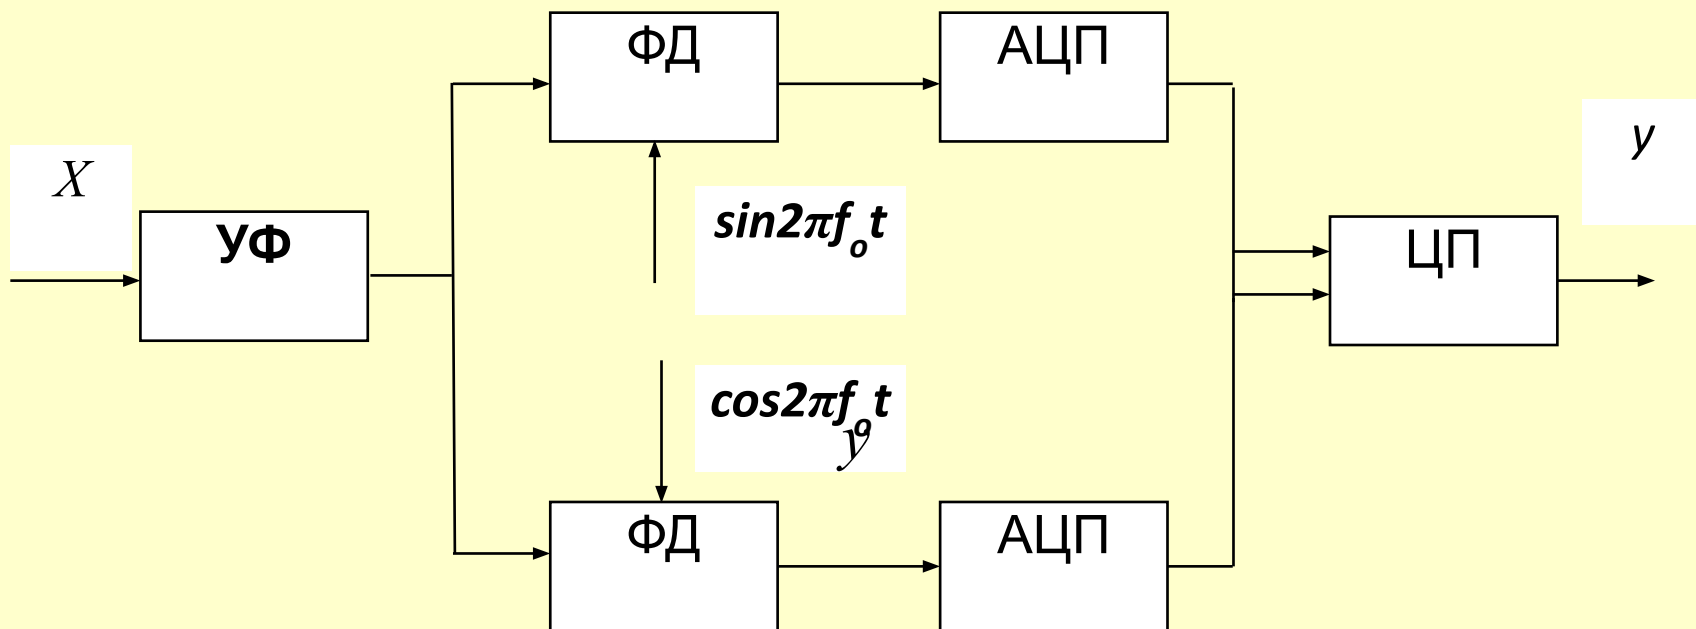 ФД
АЦП
X
УФ
sin2πfₒt
y
ЦП
cos2πfₒt
y
ФД
АЦП